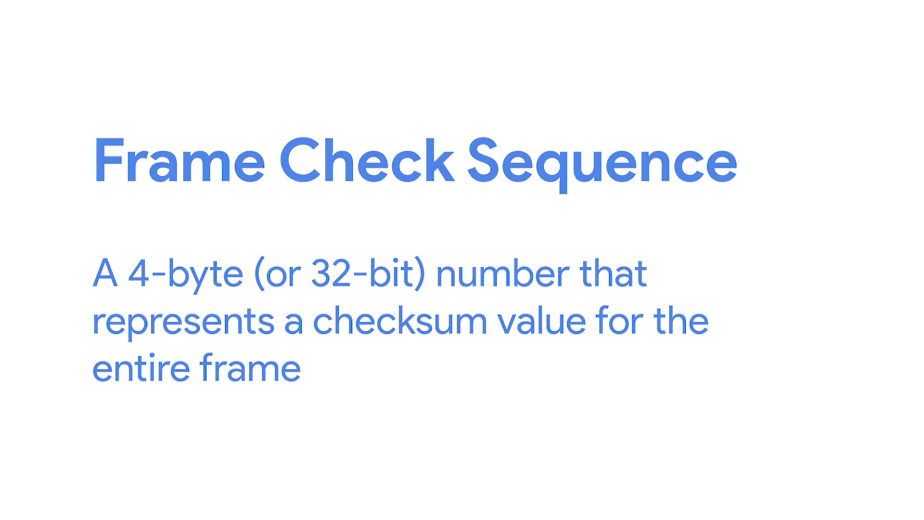 Frame Check Sequence
A 4-byte (or 32-bit) number that
represents a checksum value for the
entire frame